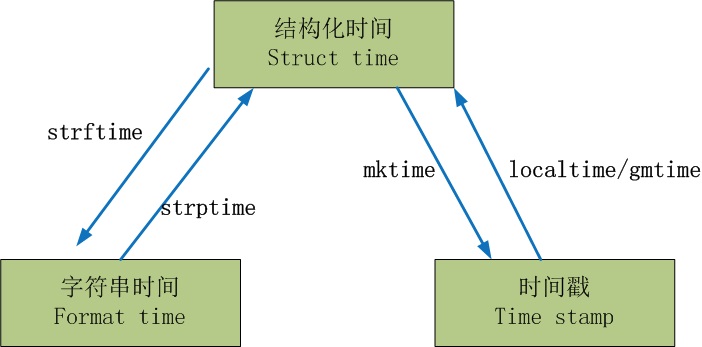 结构化时间
Struct time
strftime
strptime
mktime
localtime/gmtime
字符串时间
Format time
时间戳
Time stamp